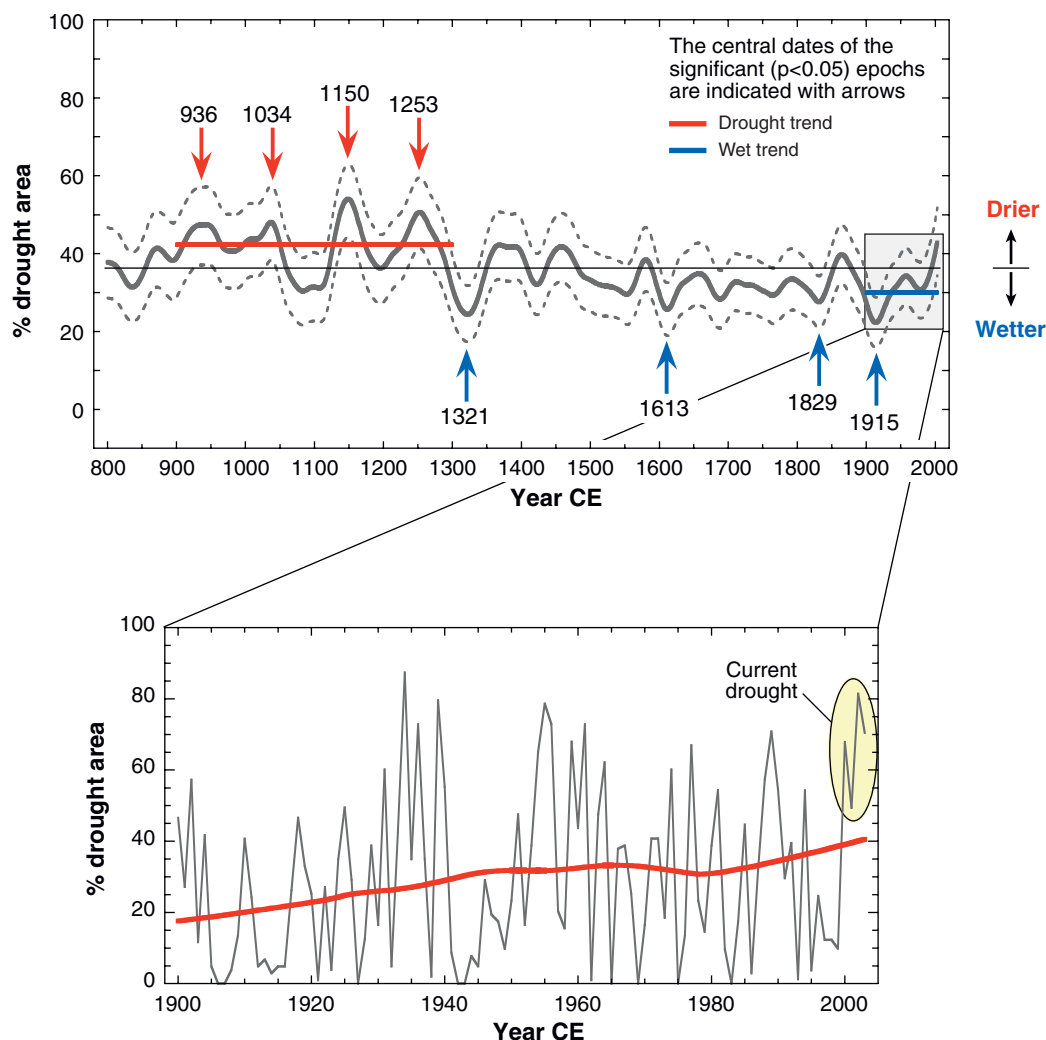 100
80
60
40
20
0
% drought area
The central dates of the
significant (p<0.05) epochs
are indicated with arrows
Drought trend
Wet trend
936
1034
1150
1253
1321
1613
1829
1915
Drier
Wetter
800 900 1000 1100 1200 1300 1400 1500 1600 1700 1800 1900 2000
Year CE
100
80
60
40
20
0
% drought area
Current
drought
1900 1920 1940 1960 1980 2000
Year CE